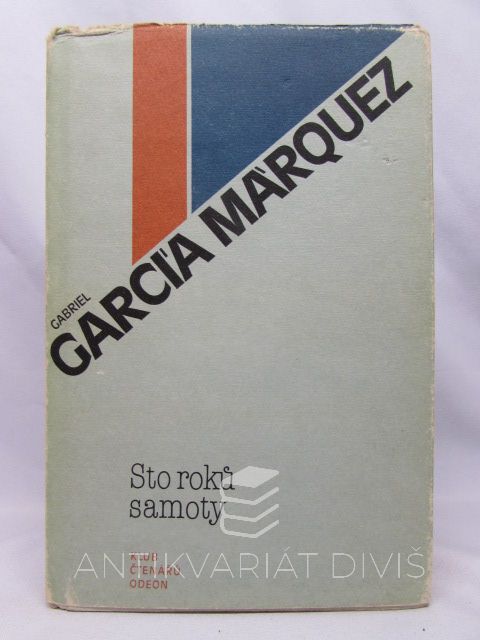 GABRIEL
GARCÍA MÁRQUEZ
Sto roků
samoty
KLUB
ČTENÁŘŮ
ODEON
ANTIKVARIÁT DIVIŠ